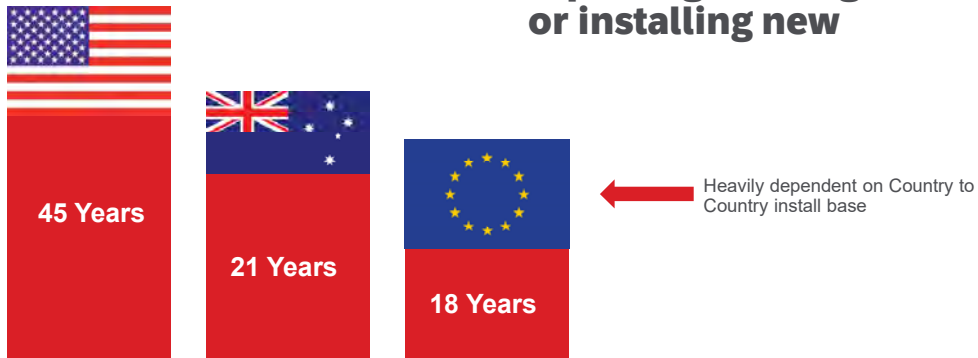 or installing new
45 Years
21 Years
18 Years
Heavily dependent on Country to
Country install base